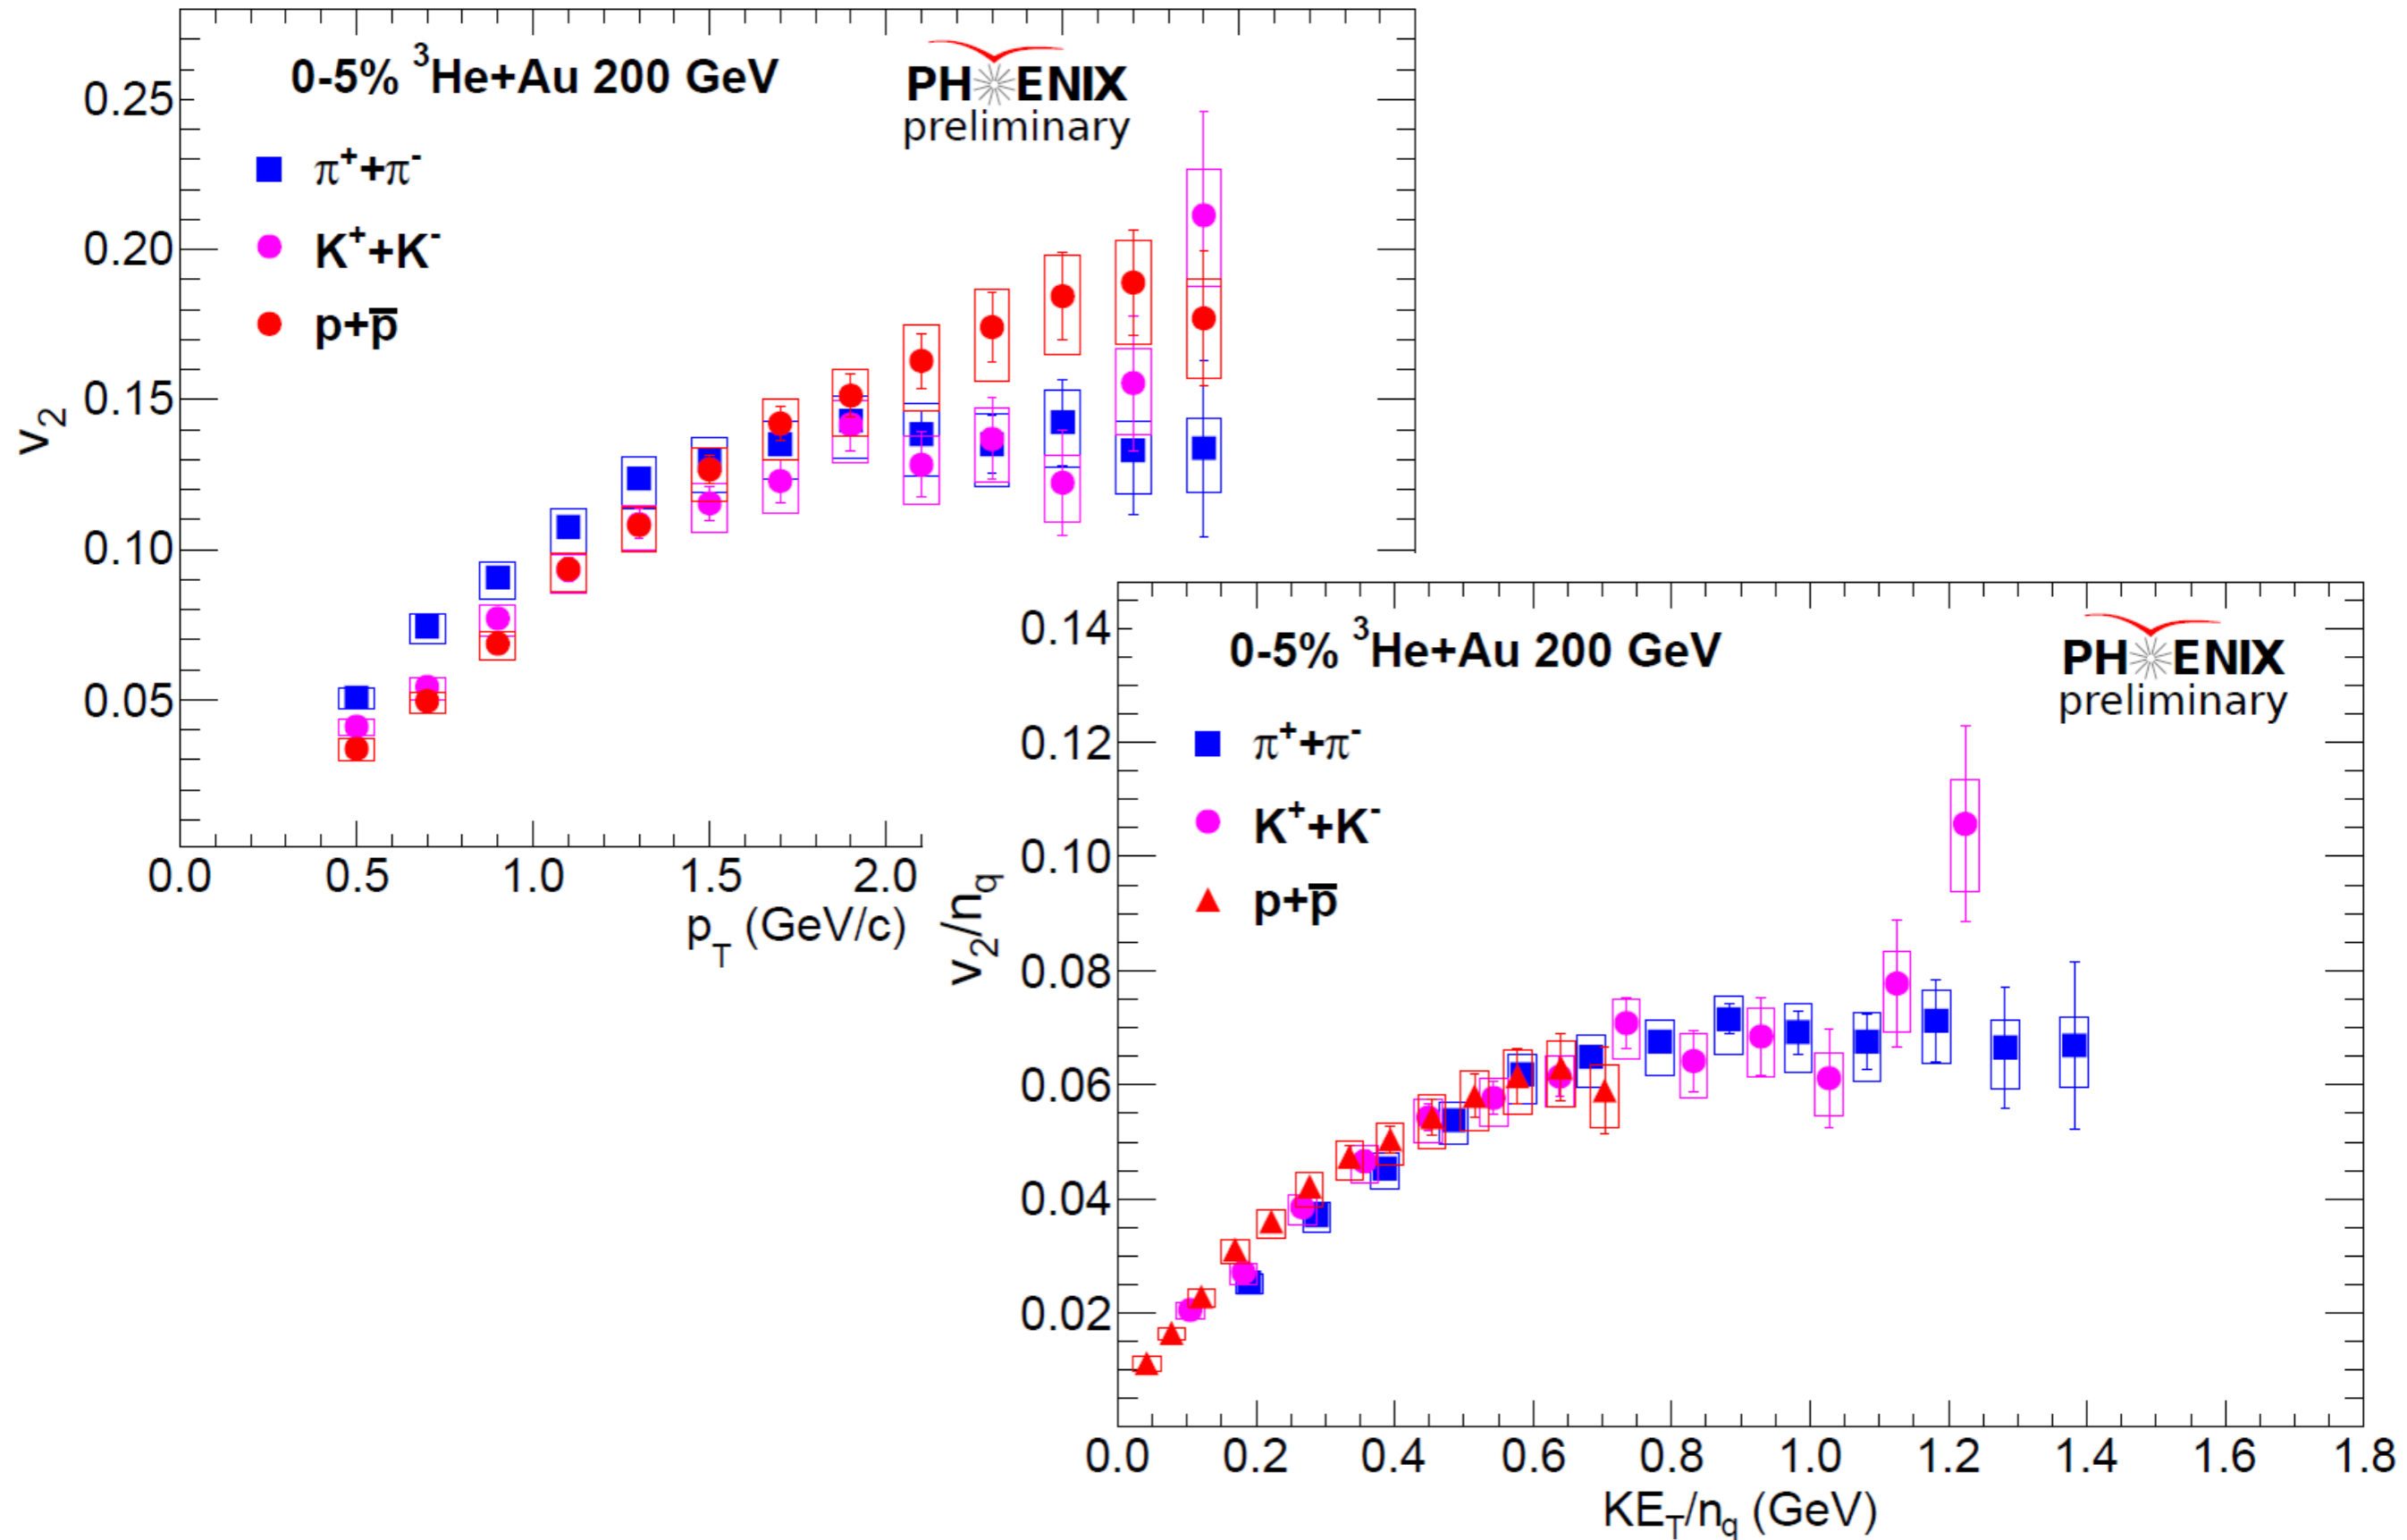 0-5% ³He+Au 200 GeV
PHENIX
preliminary
π⁺+π⁻
K⁺+K⁻
p+p̅
v₂
0.25
0.20
0.15
0.10
0.05
0.0 0.5 1.0 1.5 2.0
p_T (GeV/c)
0-5% ³He+Au 200 GeV
PHENIX
preliminary
π⁺+π⁻
K⁺+K⁻
p+p̅
v₂/n_q
0.14
0.12
0.10
0.08
0.06
0.04
0.02
0.0 0.2 0.4 0.6 0.8 1.0 1.2 1.4 1.6 1.8
KE_T/n_q (GeV)